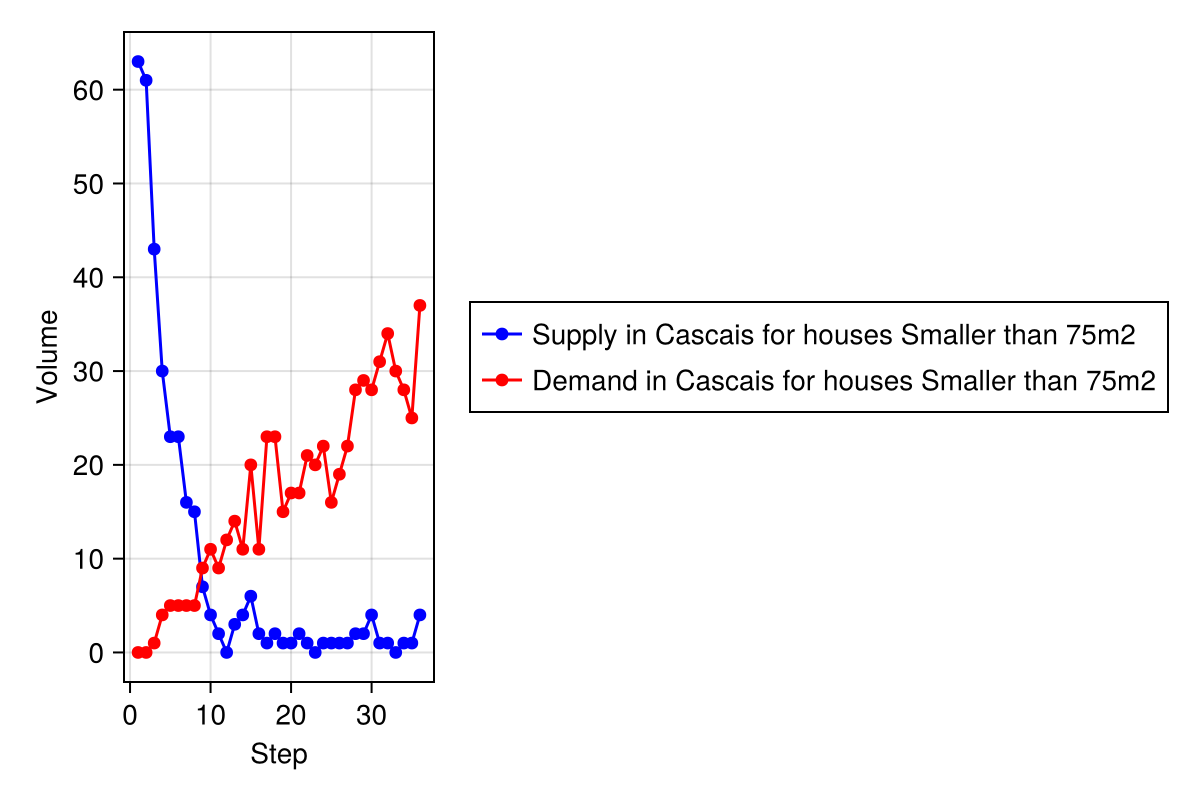 60
50
40
30
20
10
0
Volume
0 10 20 30
Step
Supply in Cascais for houses Smaller than 75m2
Demand in Cascais for houses Smaller than 75m2